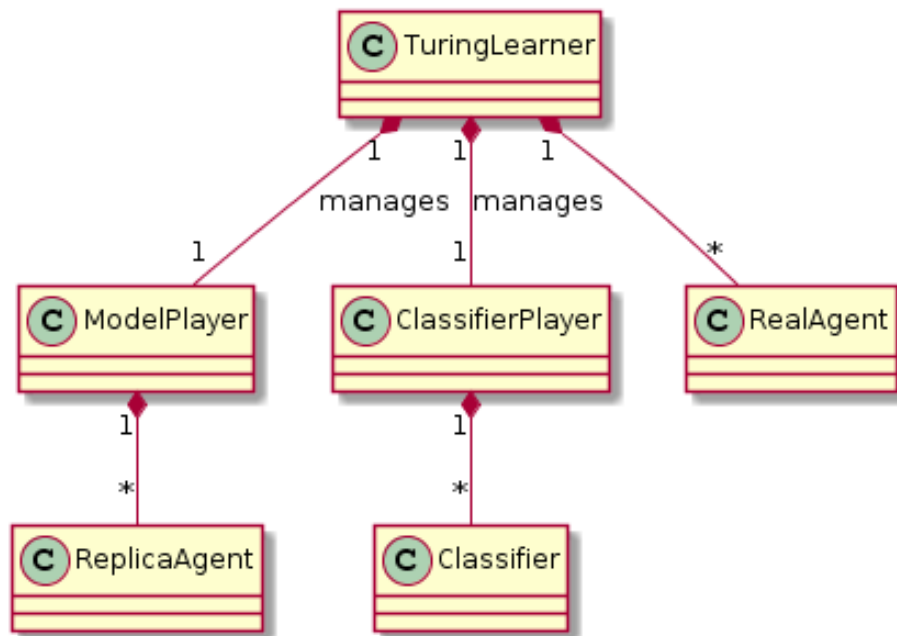 C TuringLearner
1 1 1
manages manages
1 1 *
C ModelPlayer C ClassifierPlayer C RealAgent
1 1
* *
C ReplicaAgent C Classifier